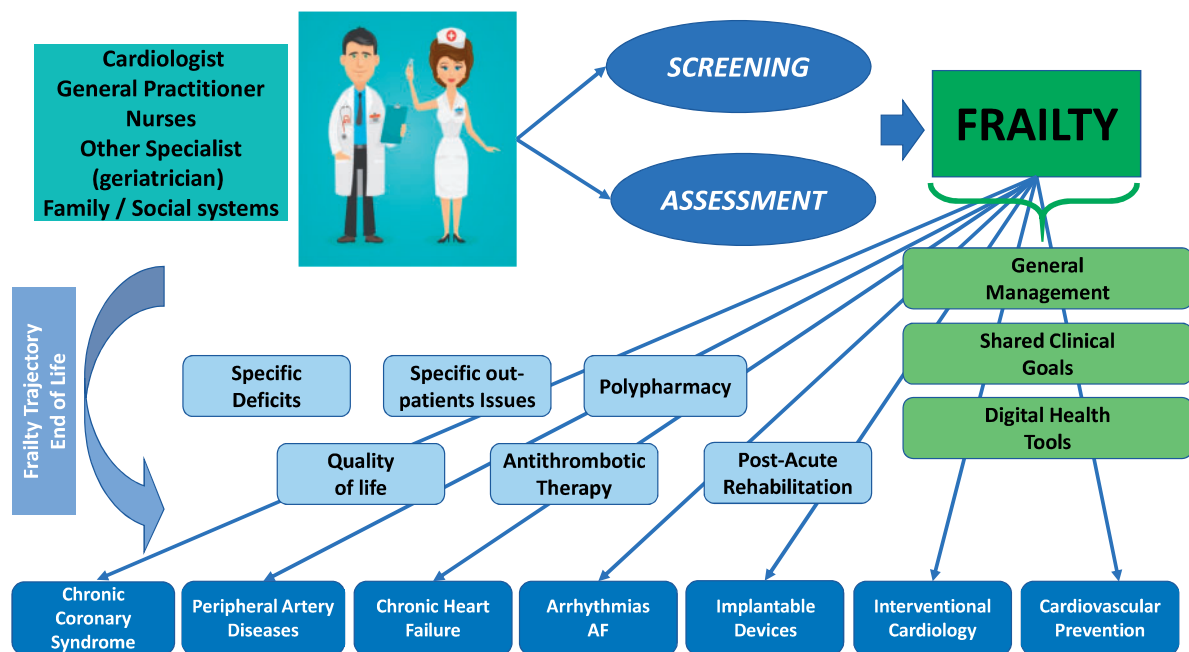 Cardiologist
General Practitioner
Nurses
Other Specialist
(geriatrician)
Family / Social systems
SCREENING
ASSESSMENT
FRAILTY
General
Management
Shared Clinical
Goals
Digital Health
Tools
Frailty Trajectory
End of Life
Specific
Deficits
Specific out-
patients Issues
Polypharmacy
Quality
of life
Antithrombotic
Therapy
Post-Acute
Rehabilitation
Chronic
Coronary
Syndrome
Peripheral Artery
Diseases
Chronic Heart
Failure
Arrhythmias
AF
Implantable
Devices
Interventional
Cardiology
Cardiovascular
Prevention